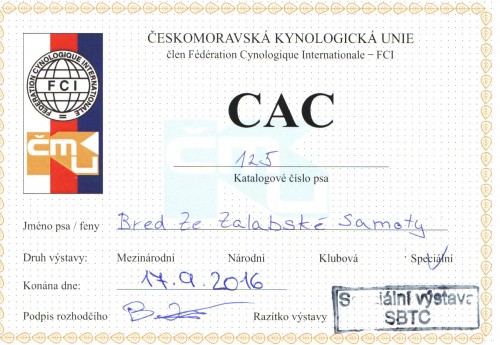 ČESKOMORAVSKÁ KYNOLOGICKÁ UNIE
člen Fédération Cynologique Internationale – FCI
FÉDÉRATION CYNOLOGIQUE INTERNATIONALE
FCI
ČMKU
CAC
125
Katalogové číslo psa
Jméno psa / feny Bred Ze Zalabské Samoty
Druh výstavy: Mezinárodní Národní Klubová Speciální
Konána dne: 17.9.2016
Podpis rozhodčího Razítko výstavy
výstava
SBTC